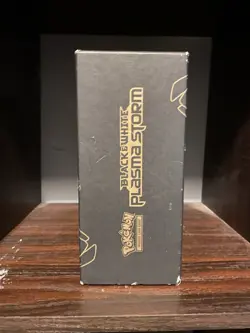 POKÉMON
BLACK & WHITE
PLASMA STORM